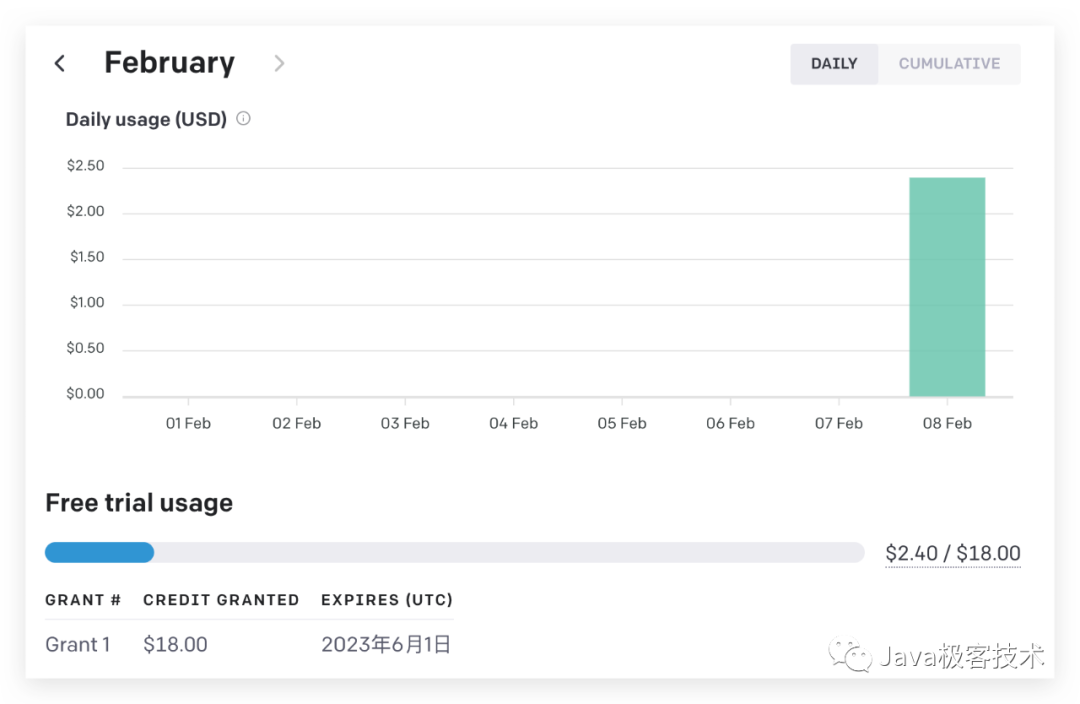 February
DAILY
CUMULATIVE
Daily usage (USD)
$2.50
$2.00
$1.50
$1.00
$0.50
$0.00
01 Feb
02 Feb
03 Feb
04 Feb
05 Feb
06 Feb
07 Feb
08 Feb
Free trial usage
$2.40 / $18.00
GRANT # CREDIT GRANTED EXPIRES (UTC)
Grant 1 $18.00 2023年6月1日
Java极客技术